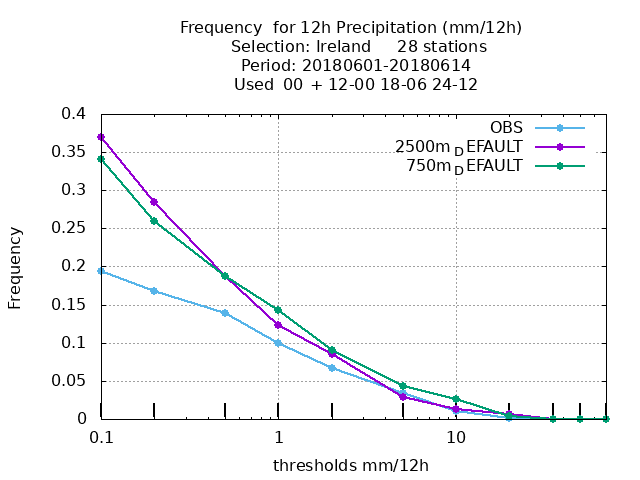 Frequency  for 12h Precipitation (mm/12h)
Selection: Ireland     28 stations
Period: 20180601-20180614
Used  00  + 12-00 18-06 24-12
OBS
2500mDEFAULT
750mDEFAULT
Frequency
0.4
0.35
0.3
0.25
0.2
0.15
0.1
0.05
0
0.1
1
10
thresholds mm/12h